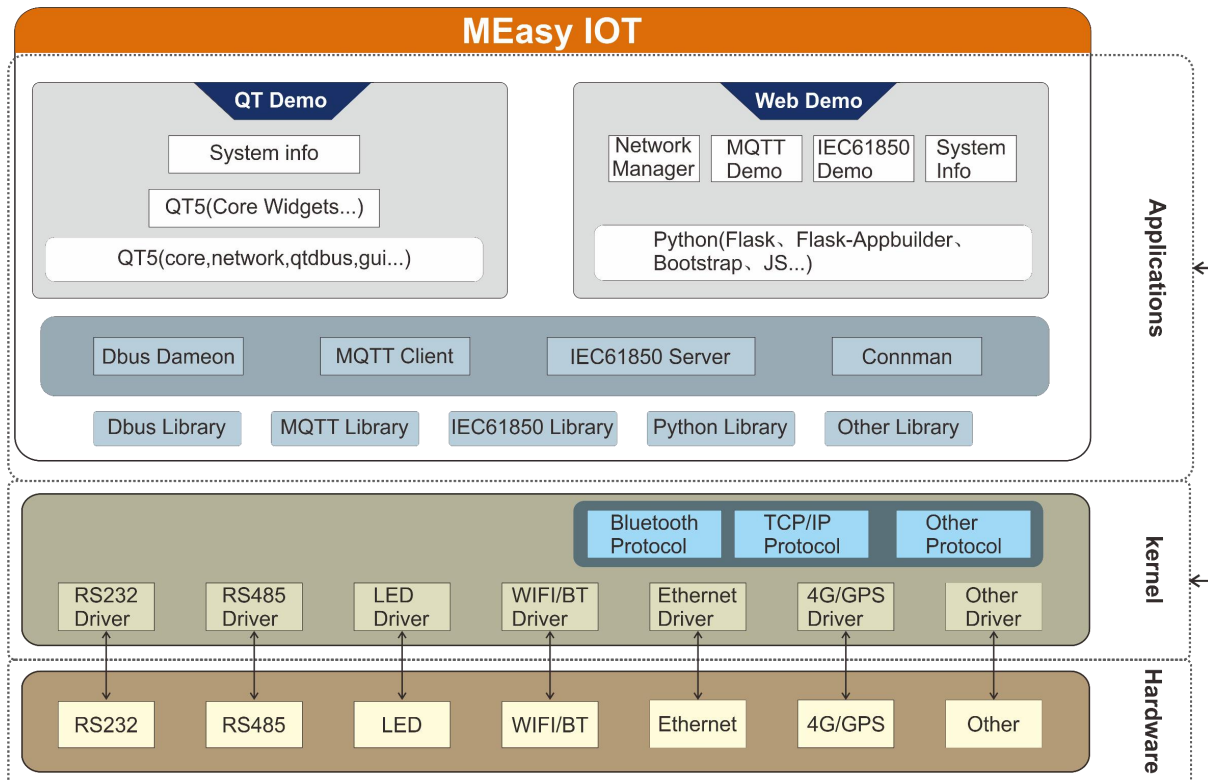 MEasy IOT
QT Demo
System info
QT5(Core Widgets...)
QT5(core,network,qtdbus,gui...)
Web Demo
Network
Manager
MQTT
Demo
IEC61850
Demo
System
Info
Python(Flask、Flask-Appbuilder、
Bootstrap、JS...)
Applications
Dbus Dameon
MQTT Client
IEC61850 Server
Connman
Dbus Library
MQTT Library
IEC61850 Library
Python Library
Other Library
Bluetooth
Protocol
TCP/IP
Protocol
Other
Protocol
kernel
RS232
Driver
RS485
Driver
LED
Driver
WIFI/BT
Driver
Ethernet
Driver
4G/GPS
Driver
Other
Driver
Hardware
RS232
RS485
LED
WIFI/BT
Ethernet
4G/GPS
Other